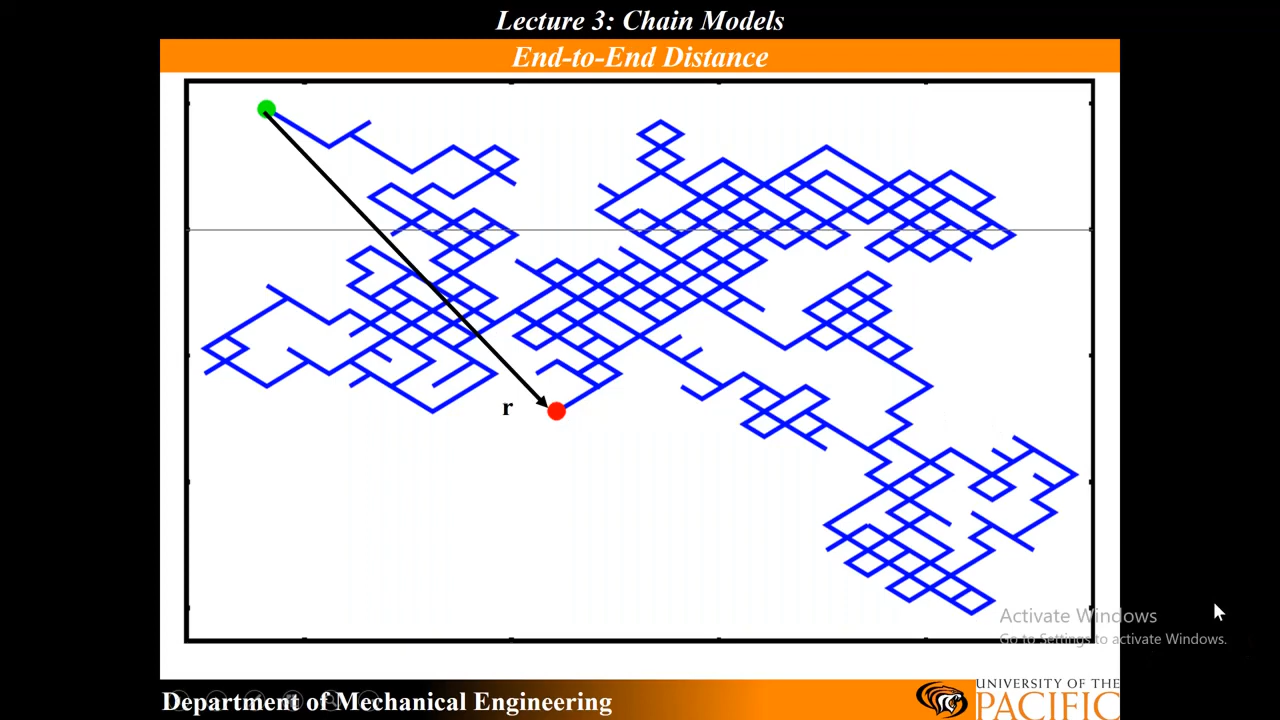 Lecture 3: Chain Models
End-to-End Distance
r
Activate Windows
Go to Settings to activate Windows.
Department of Mechanical Engineering
UNIVERSITY OF THE
PACIFIC